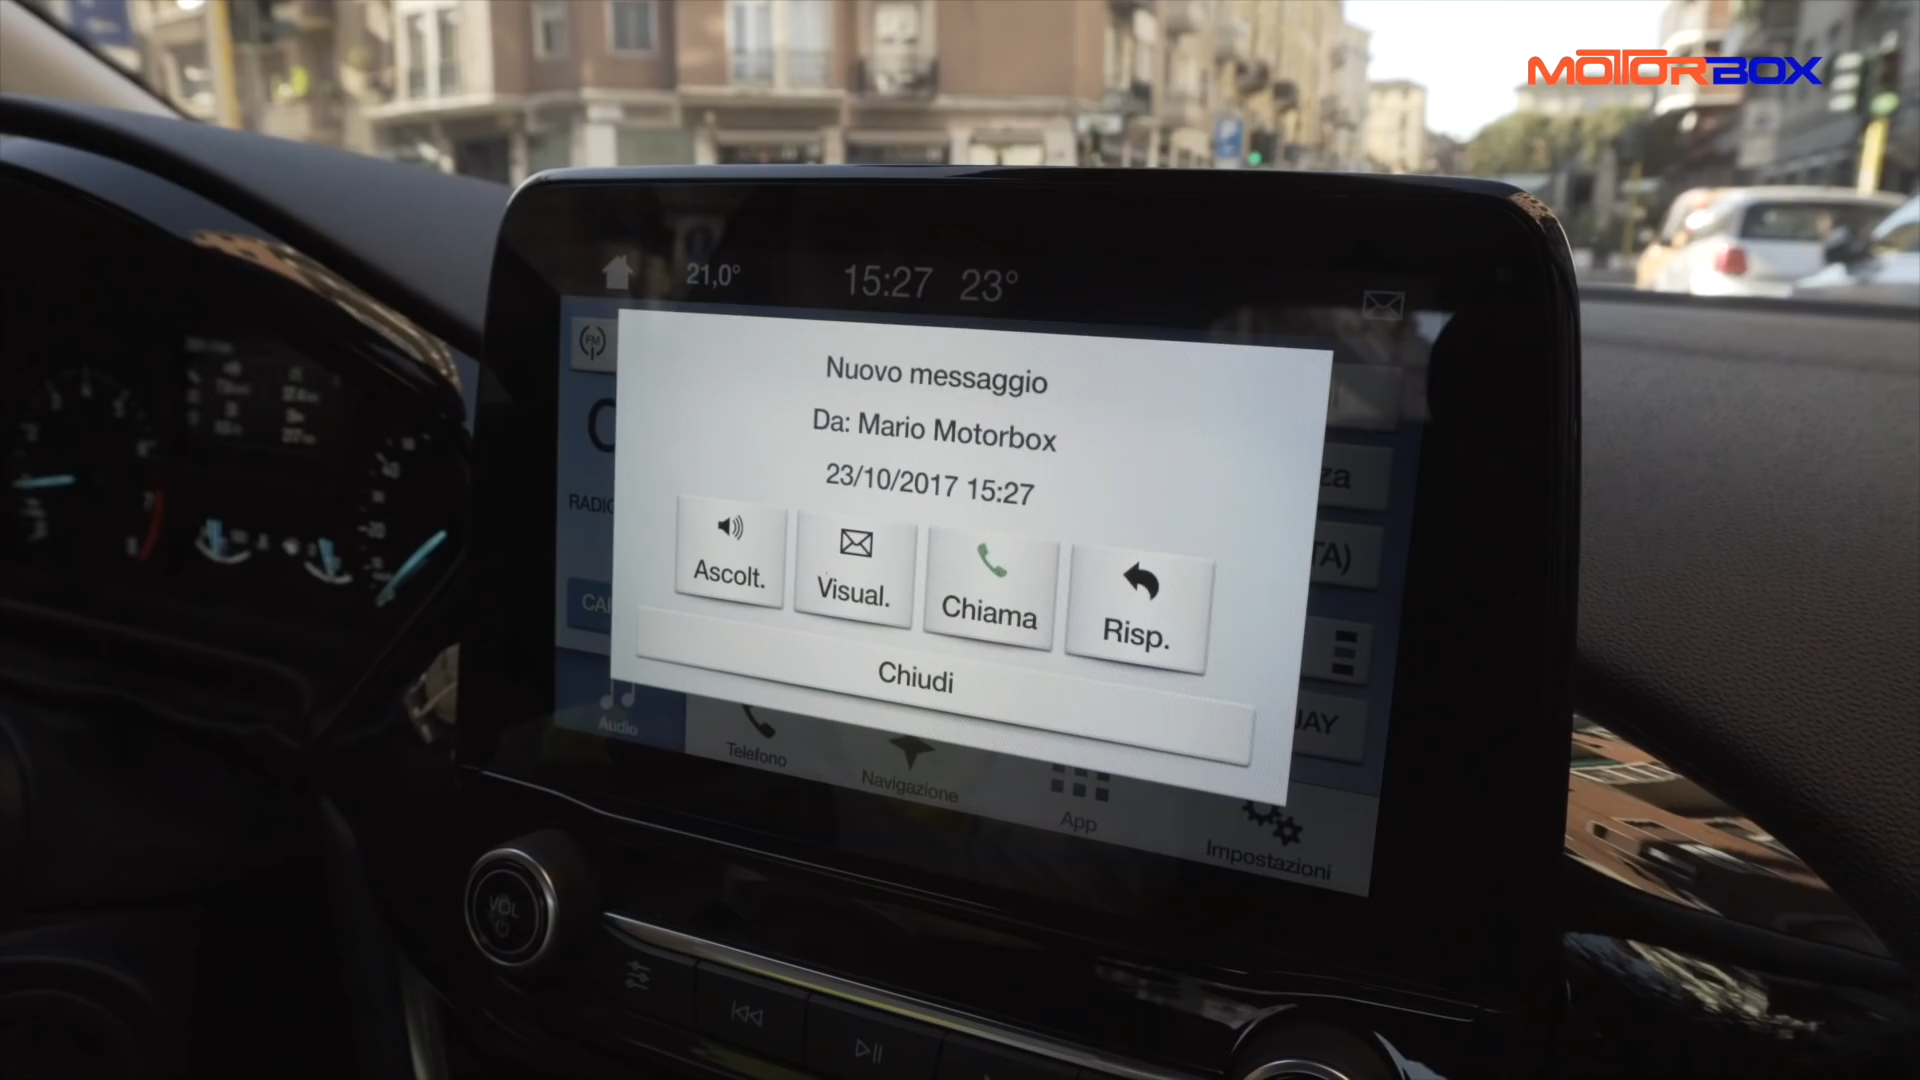 MOTORBOX
21,0°
15:27 23°
FM
Nuovo messaggio
Da: Mario Motorbox
23/10/2017 15:27
Ascolt.
Visual.
Chiama
Risp.
Chiudi
Audio
Telefono
Navigazione
App
Impostazioni
VOL